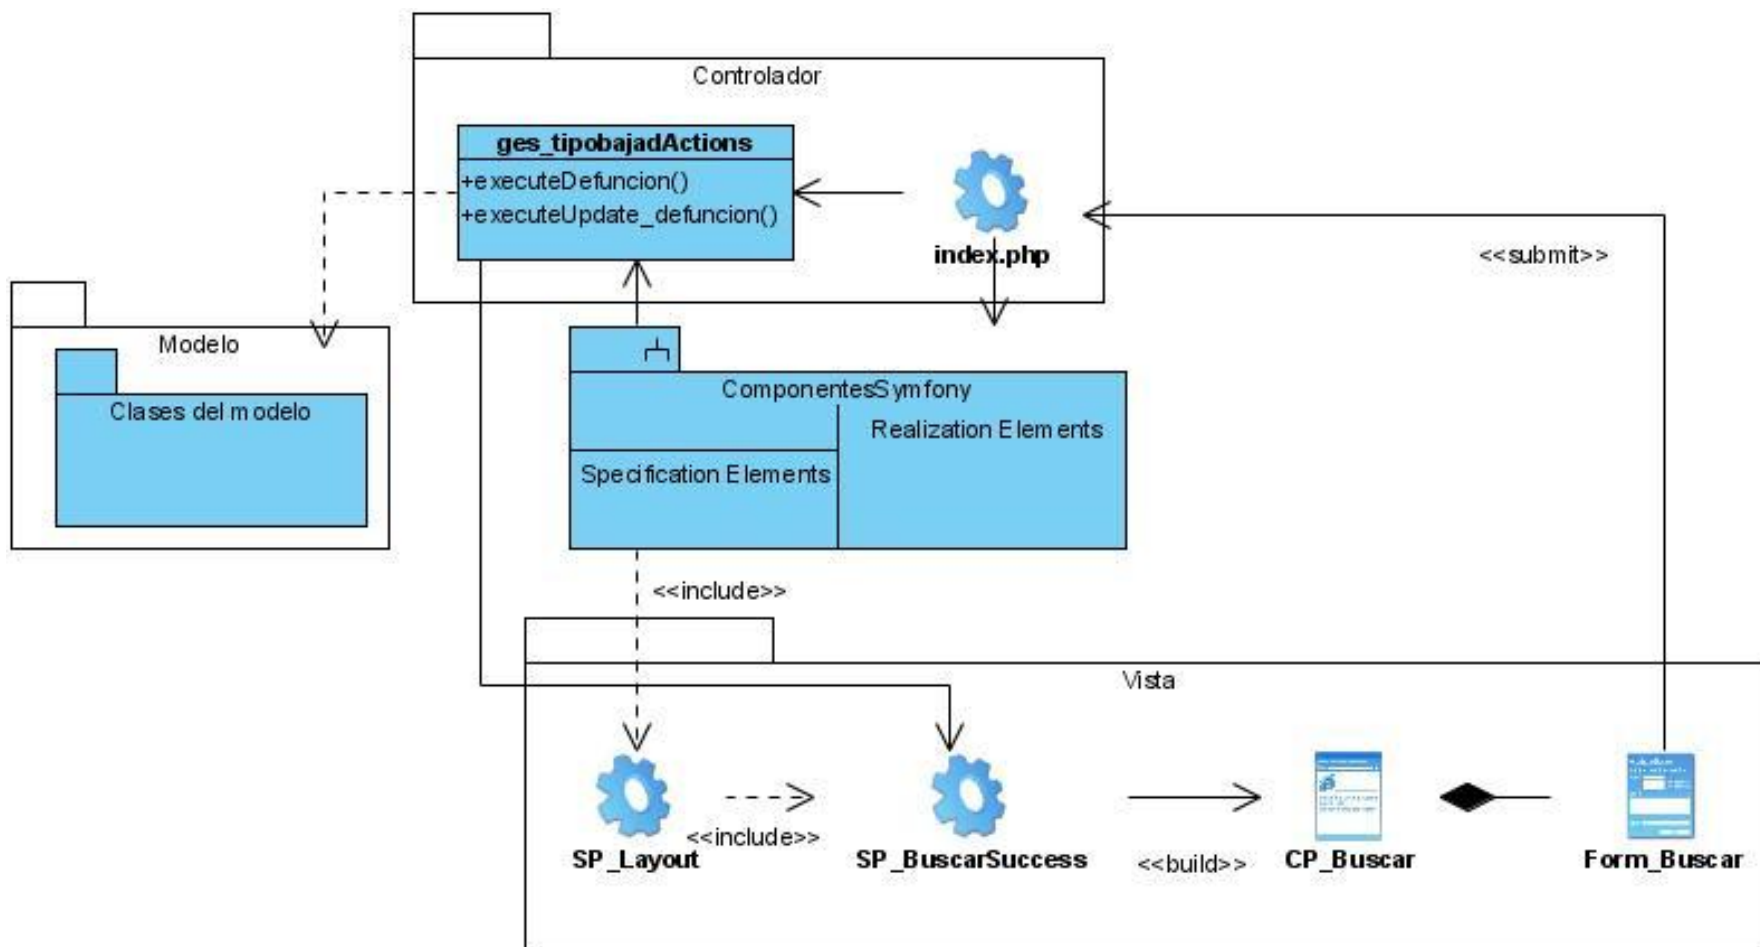 Controlador
ges_tipobajadActions
+executeDefuncion()
+executeUpdate_defuncion()
index.php
<<submit>>
Modelo
Clases del modelo
ComponentesSymfony
Realization Elements
Specification Elements
<<include>>
Vista
<<include>>
<<build>>
SP_Layout
SP_BuscarSuccess
CP_Buscar
Form_Buscar